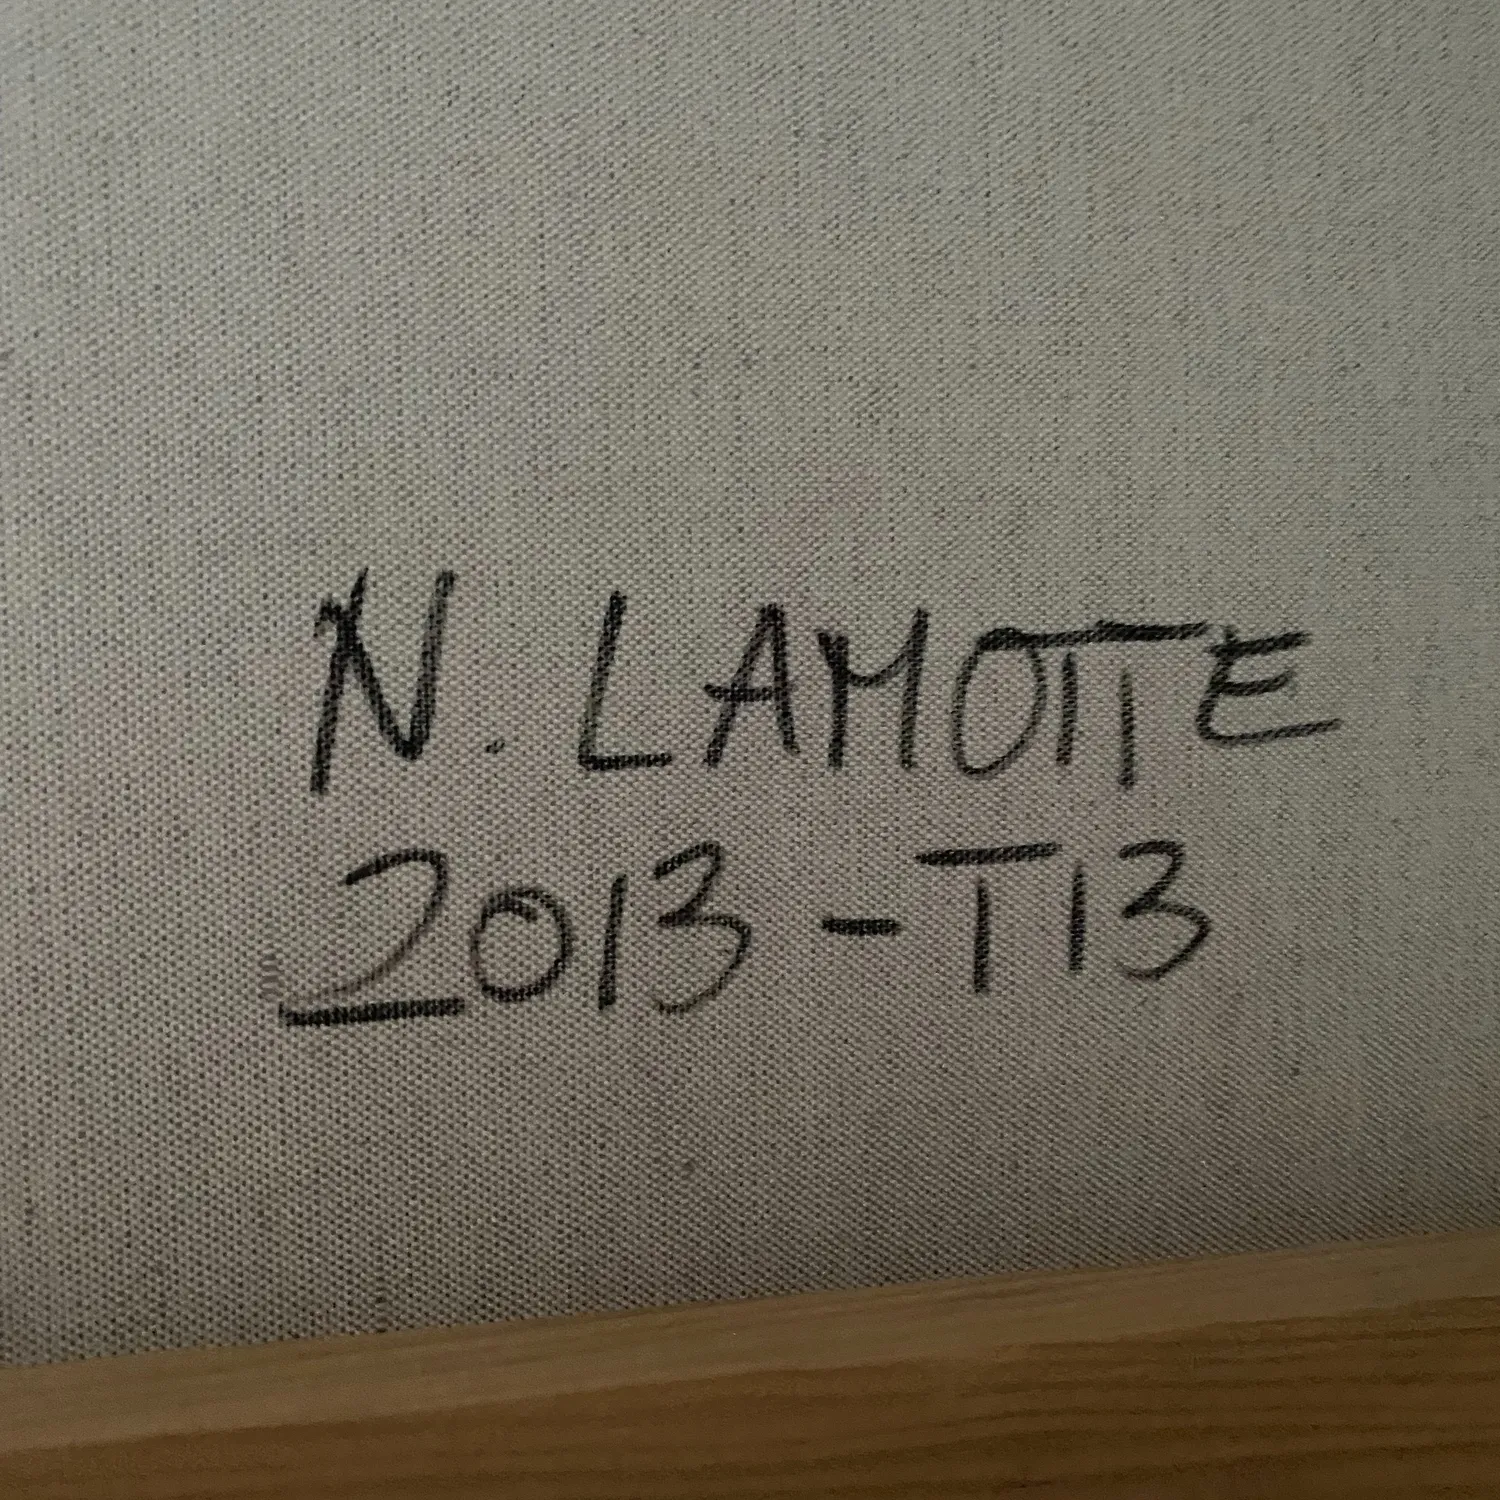 N. LAMOTTE
2013 - T13